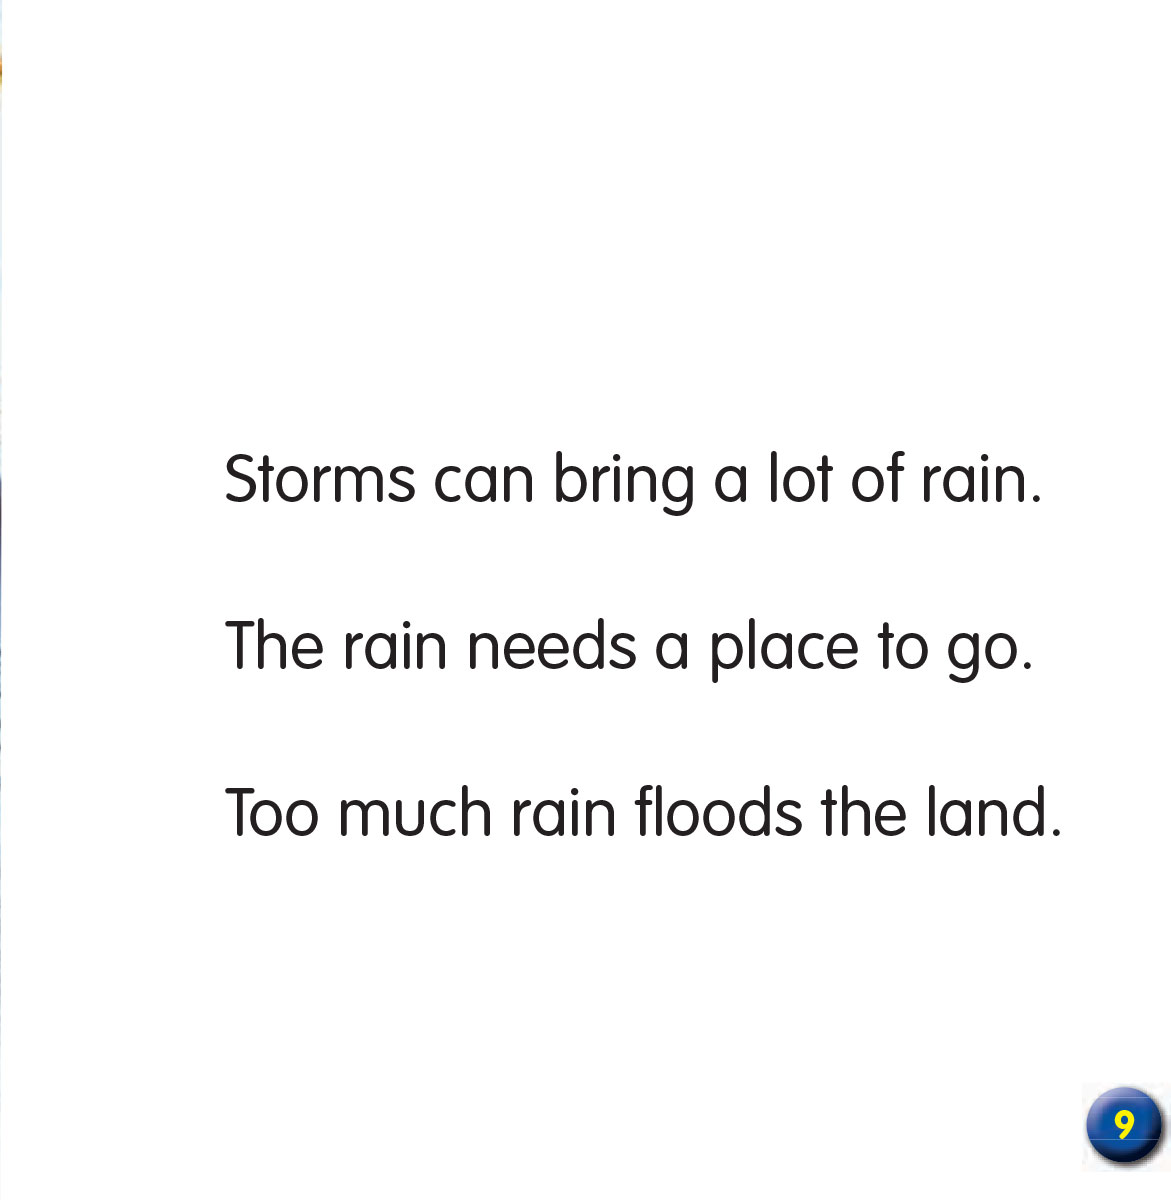 Storms can bring a lot of rain.
The rain needs a place to go.
Too much rain floods the land.
9